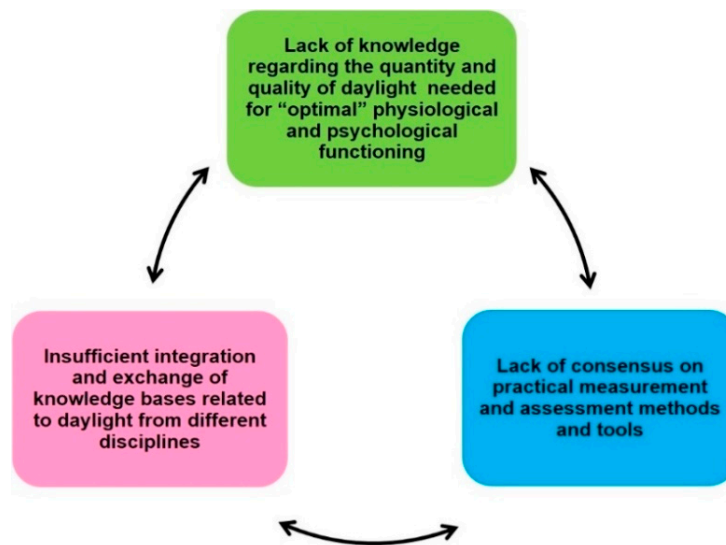 Lack of knowledge
regarding the quantity and
quality of daylight needed
for “optimal” physiological
and psychological
functioning
Insufficient integration
and exchange of
knowledge bases related
to daylight from different
disciplines
Lack of consensus on
practical measurement
and assessment methods
and tools